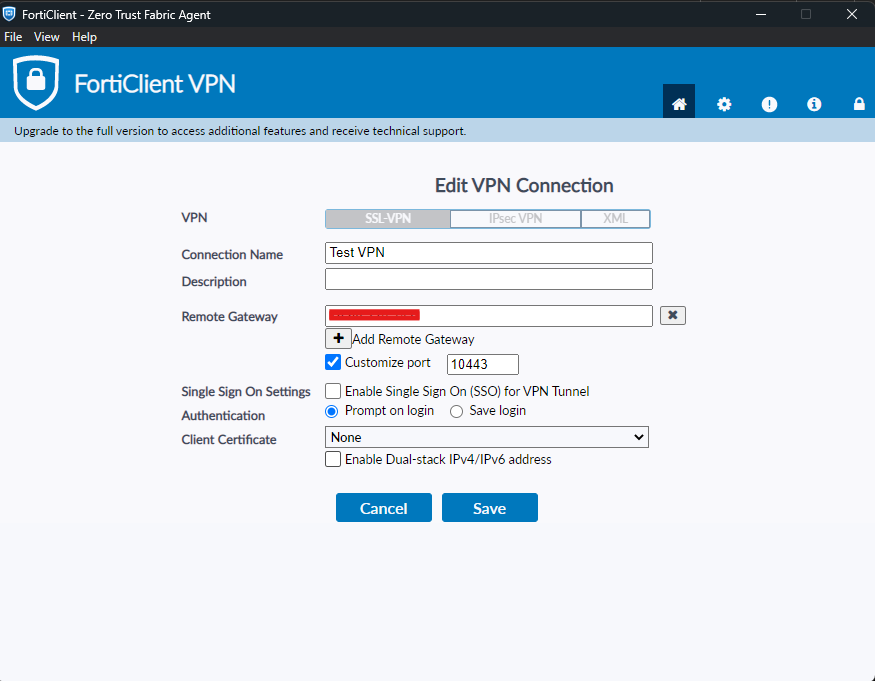 FortiClient - Zero Trust Fabric Agent
File View Help
FortiClient VPN
Upgrade to the full version to access additional features and receive technical support.
Edit VPN Connection
VPN SSL-VPN IPsec VPN XML
Connection Name Test VPN
Description
Remote Gateway
Add Remote Gateway
Customize port 10443
Single Sign On Settings Enable Single Sign On (SSO) for VPN Tunnel
Authentication Prompt on login Save login
Client Certificate None
Enable Dual-stack IPv4/IPv6 address
Cancel Save